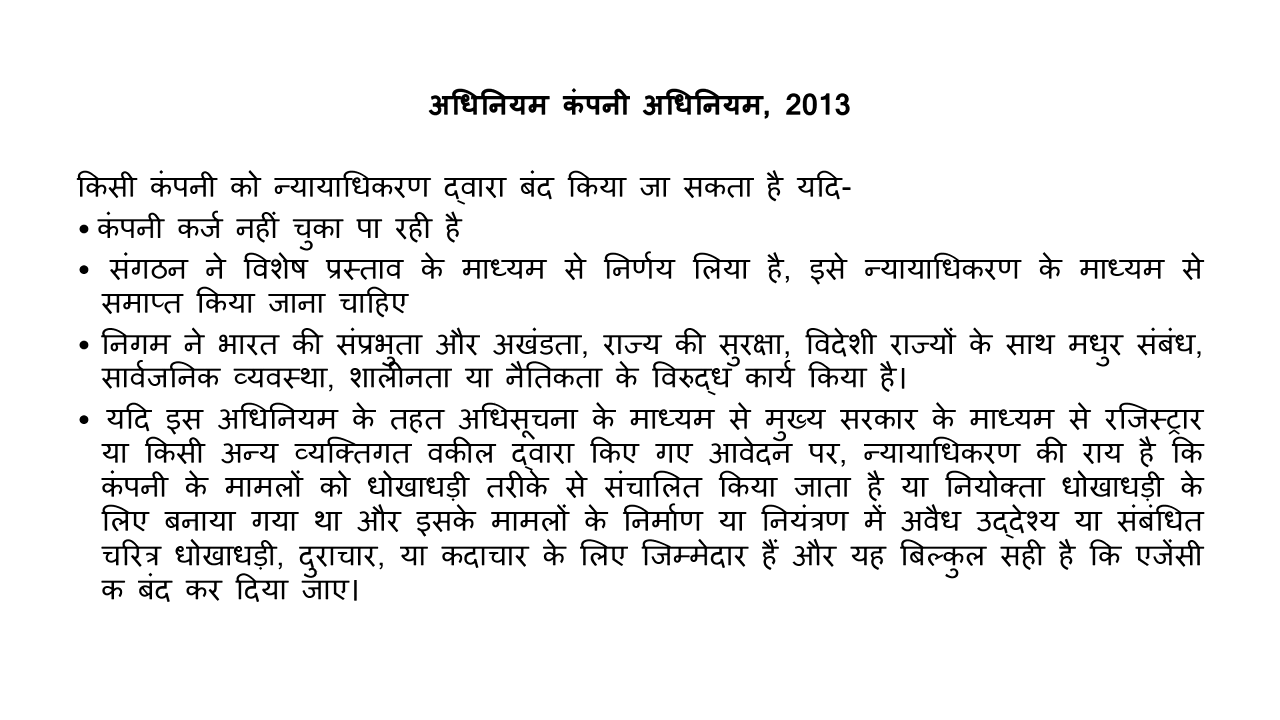 अधिनियम कंपनी अधिनियम, 2013
किसी कंपनी को न्यायाधिकरण द्वारा बंद किया जा सकता है यदि-
• कंपनी कर्ज नहीं चुका पा रही है
• संगठन ने विशेष प्रस्ताव के माध्यम से निर्णय लिया है, इसे न्यायाधिकरण के माध्यम से
समाप्त किया जाना चाहिए
• निगम ने भारत की संप्रभुता और अखंडता, राज्य की सुरक्षा, विदेशी राज्यों के साथ मधुर संबंध,
सार्वजनिक व्यवस्था, शालीनता या नैतिकता के विरुद्ध कार्य किया है।
• यदि इस अधिनियम के तहत अधिसूचना के माध्यम से मुख्य सरकार के माध्यम से रजिस्ट्रार
या किसी अन्य व्यक्तिगत वकील द्वारा किए गए आवेदन पर, न्यायाधिकरण की राय है कि
कंपनी के मामलों को धोखाधड़ी तरीके से संचालित किया जाता है या नियोक्ता धोखाधड़ी के
लिए बनाया गया था और इसके मामलों के निर्माण या नियंत्रण में अवैध उद्देश्य या संबंधित
चरित्र धोखाधड़ी, दुराचार, या कदाचार के लिए जिम्मेदार हैं और यह बिल्कुल सही है कि एजेंसी
क बंद कर दिया जाए।